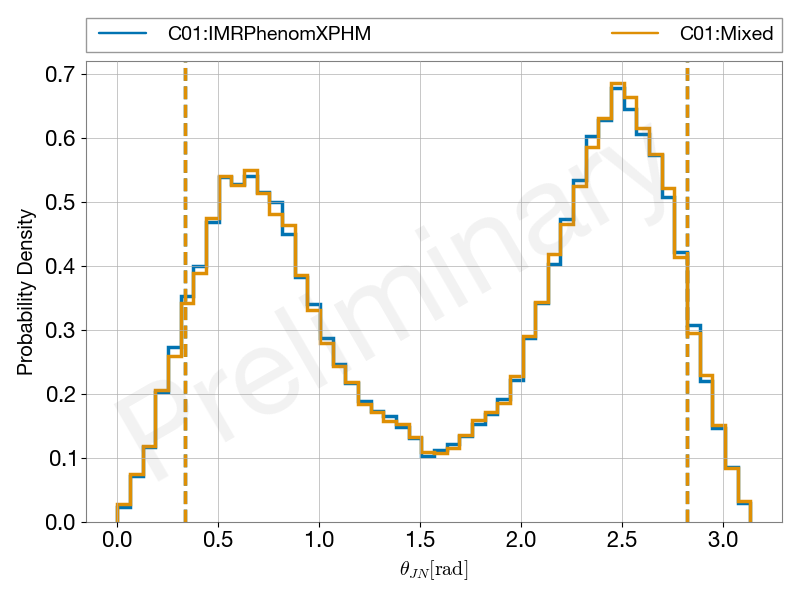 C01:IMRPhenomXPHM C01:Mixed
0.7
0.6
0.5
0.4
0.3
0.2
0.1
0.0
Probability Density
Preliminary
0.0 0.5 1.0 1.5 2.0 2.5 3.0
θ_JN[rad]